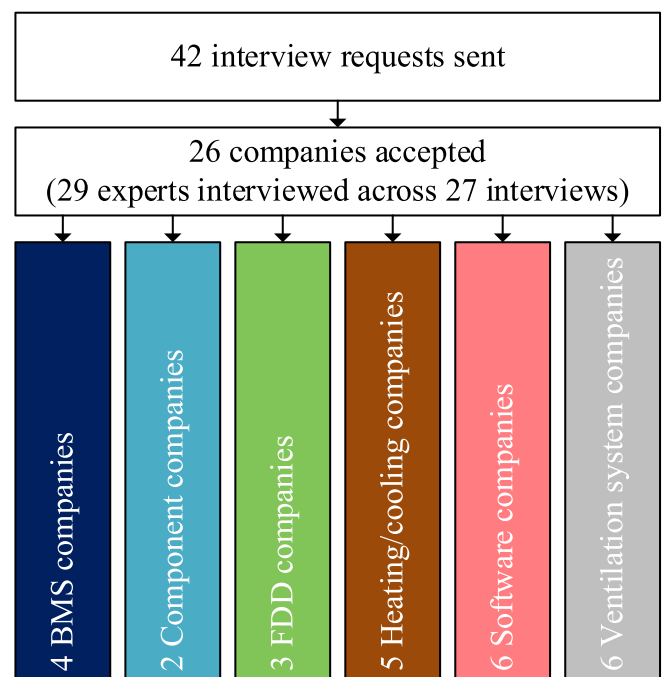 42 interview requests sent
26 companies accepted
(29 experts interviewed across 27 interviews)
4 BMS companies
2 Component companies
3 FDD companies
5 Heating/cooling companies
6 Software companies
6 Ventilation system companies